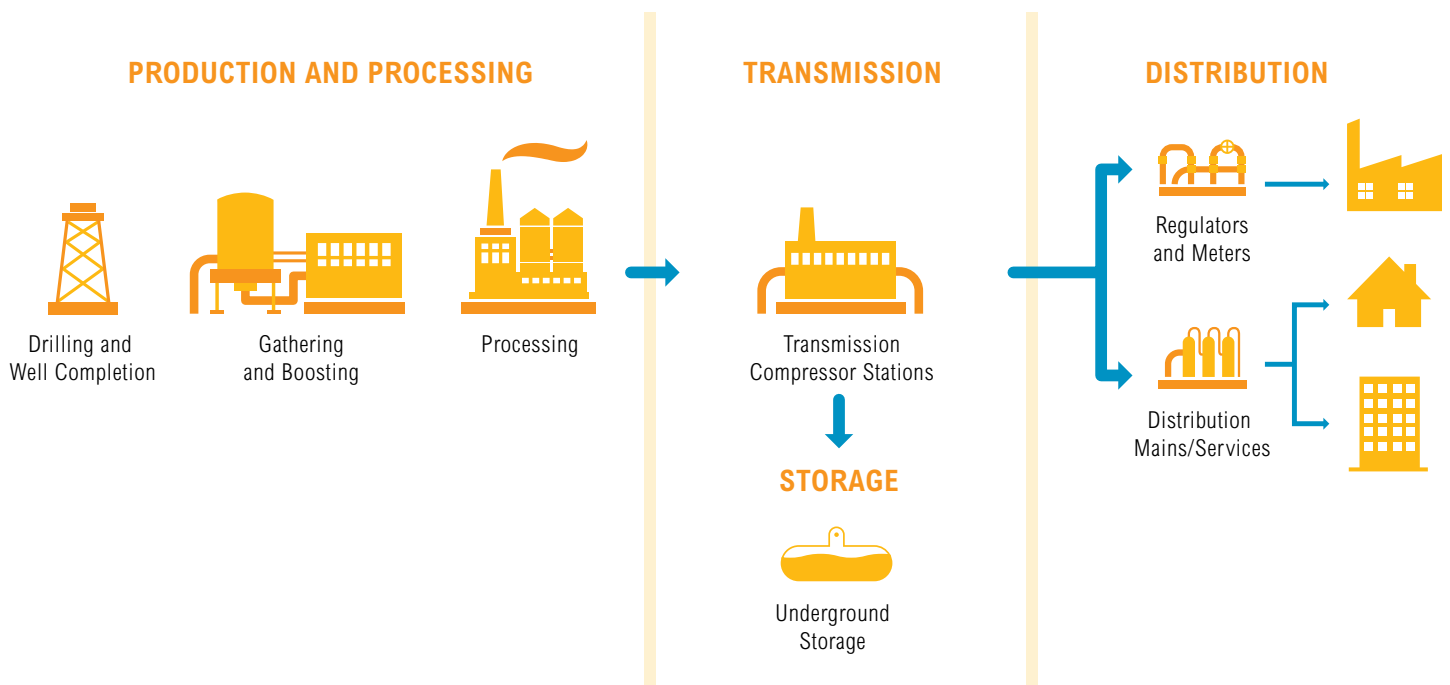 PRODUCTION AND PROCESSING
Drilling and
Well Completion
Gathering
and Boosting
Processing
TRANSMISSION
Transmission
Compressor Stations
STORAGE
Underground
Storage
DISTRIBUTION
Regulators
and Meters
Distribution
Mains/Services